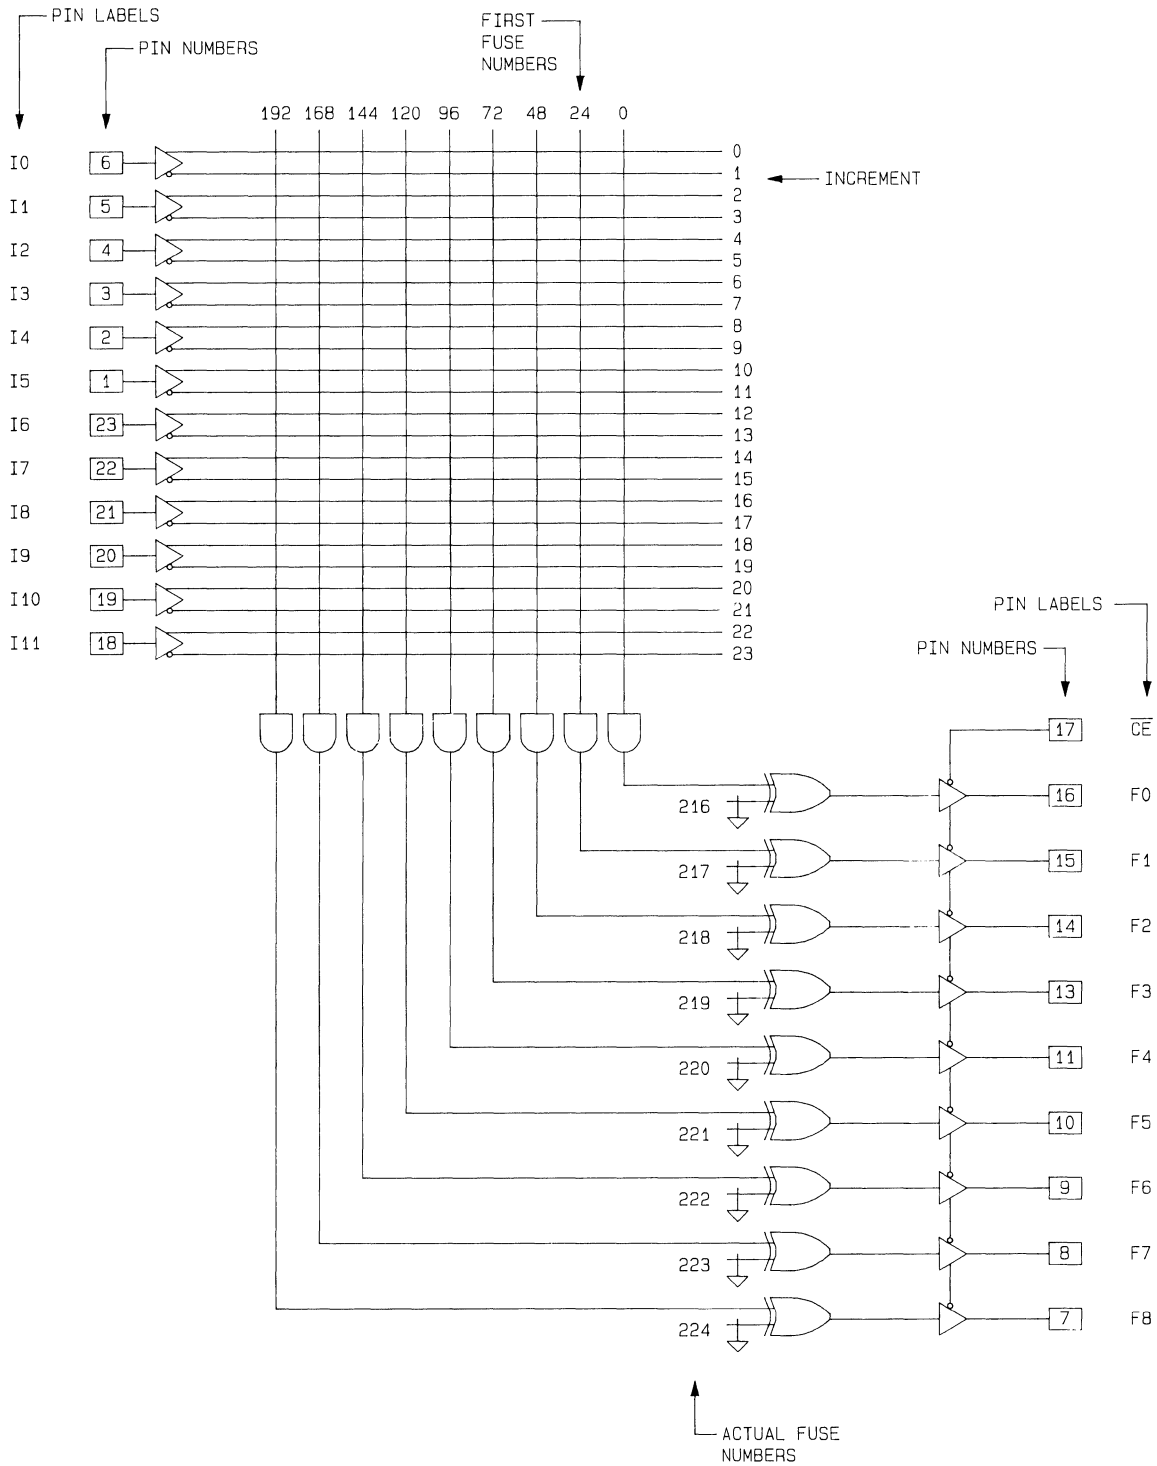 PIN LABELS
PIN NUMBERS
FIRST
FUSE
NUMBERS
192 168 144 120 96 72 48 24 0
I0 6 0
1
INCREMENT
I1 5 2
3
I2 4 4
5
I3 3 6
7
I4 2 8
9
I5 1 10
11
I6 23 12
13
I7 22 14
15
I8 21 16
17
I9 20 18
19
I10 19 20
21
I11 18 22
23
PIN LABELS
PIN NUMBERS
17 CE
216 16 F0
217 15 F1
218 14 F2
219 13 F3
220 11 F4
221 10 F5
222 9 F6
223 8 F7
224 7 F8
ACTUAL FUSE
NUMBERS